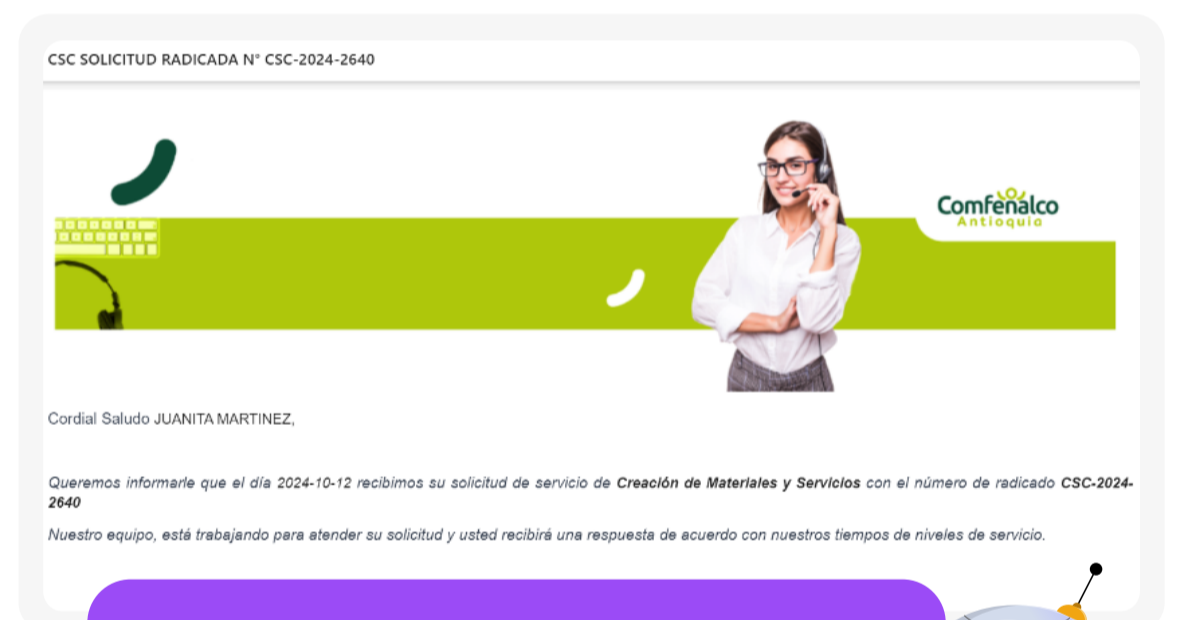 CSC SOLICITUD RADICADA N° CSC-2024-2640
Comfenalco
Antioquia
Cordial Saludo JUANITA MARTINEZ,
Queremos informarle que el día 2024-10-12 recibimos su solicitud de servicio de Creación de Materiales y Servicios con el número de radicado CSC-2024-
2640
Nuestro equipo, está trabajando para atender su solicitud y usted recibirá una respuesta de acuerdo con nuestros tiempos de niveles de servicio.